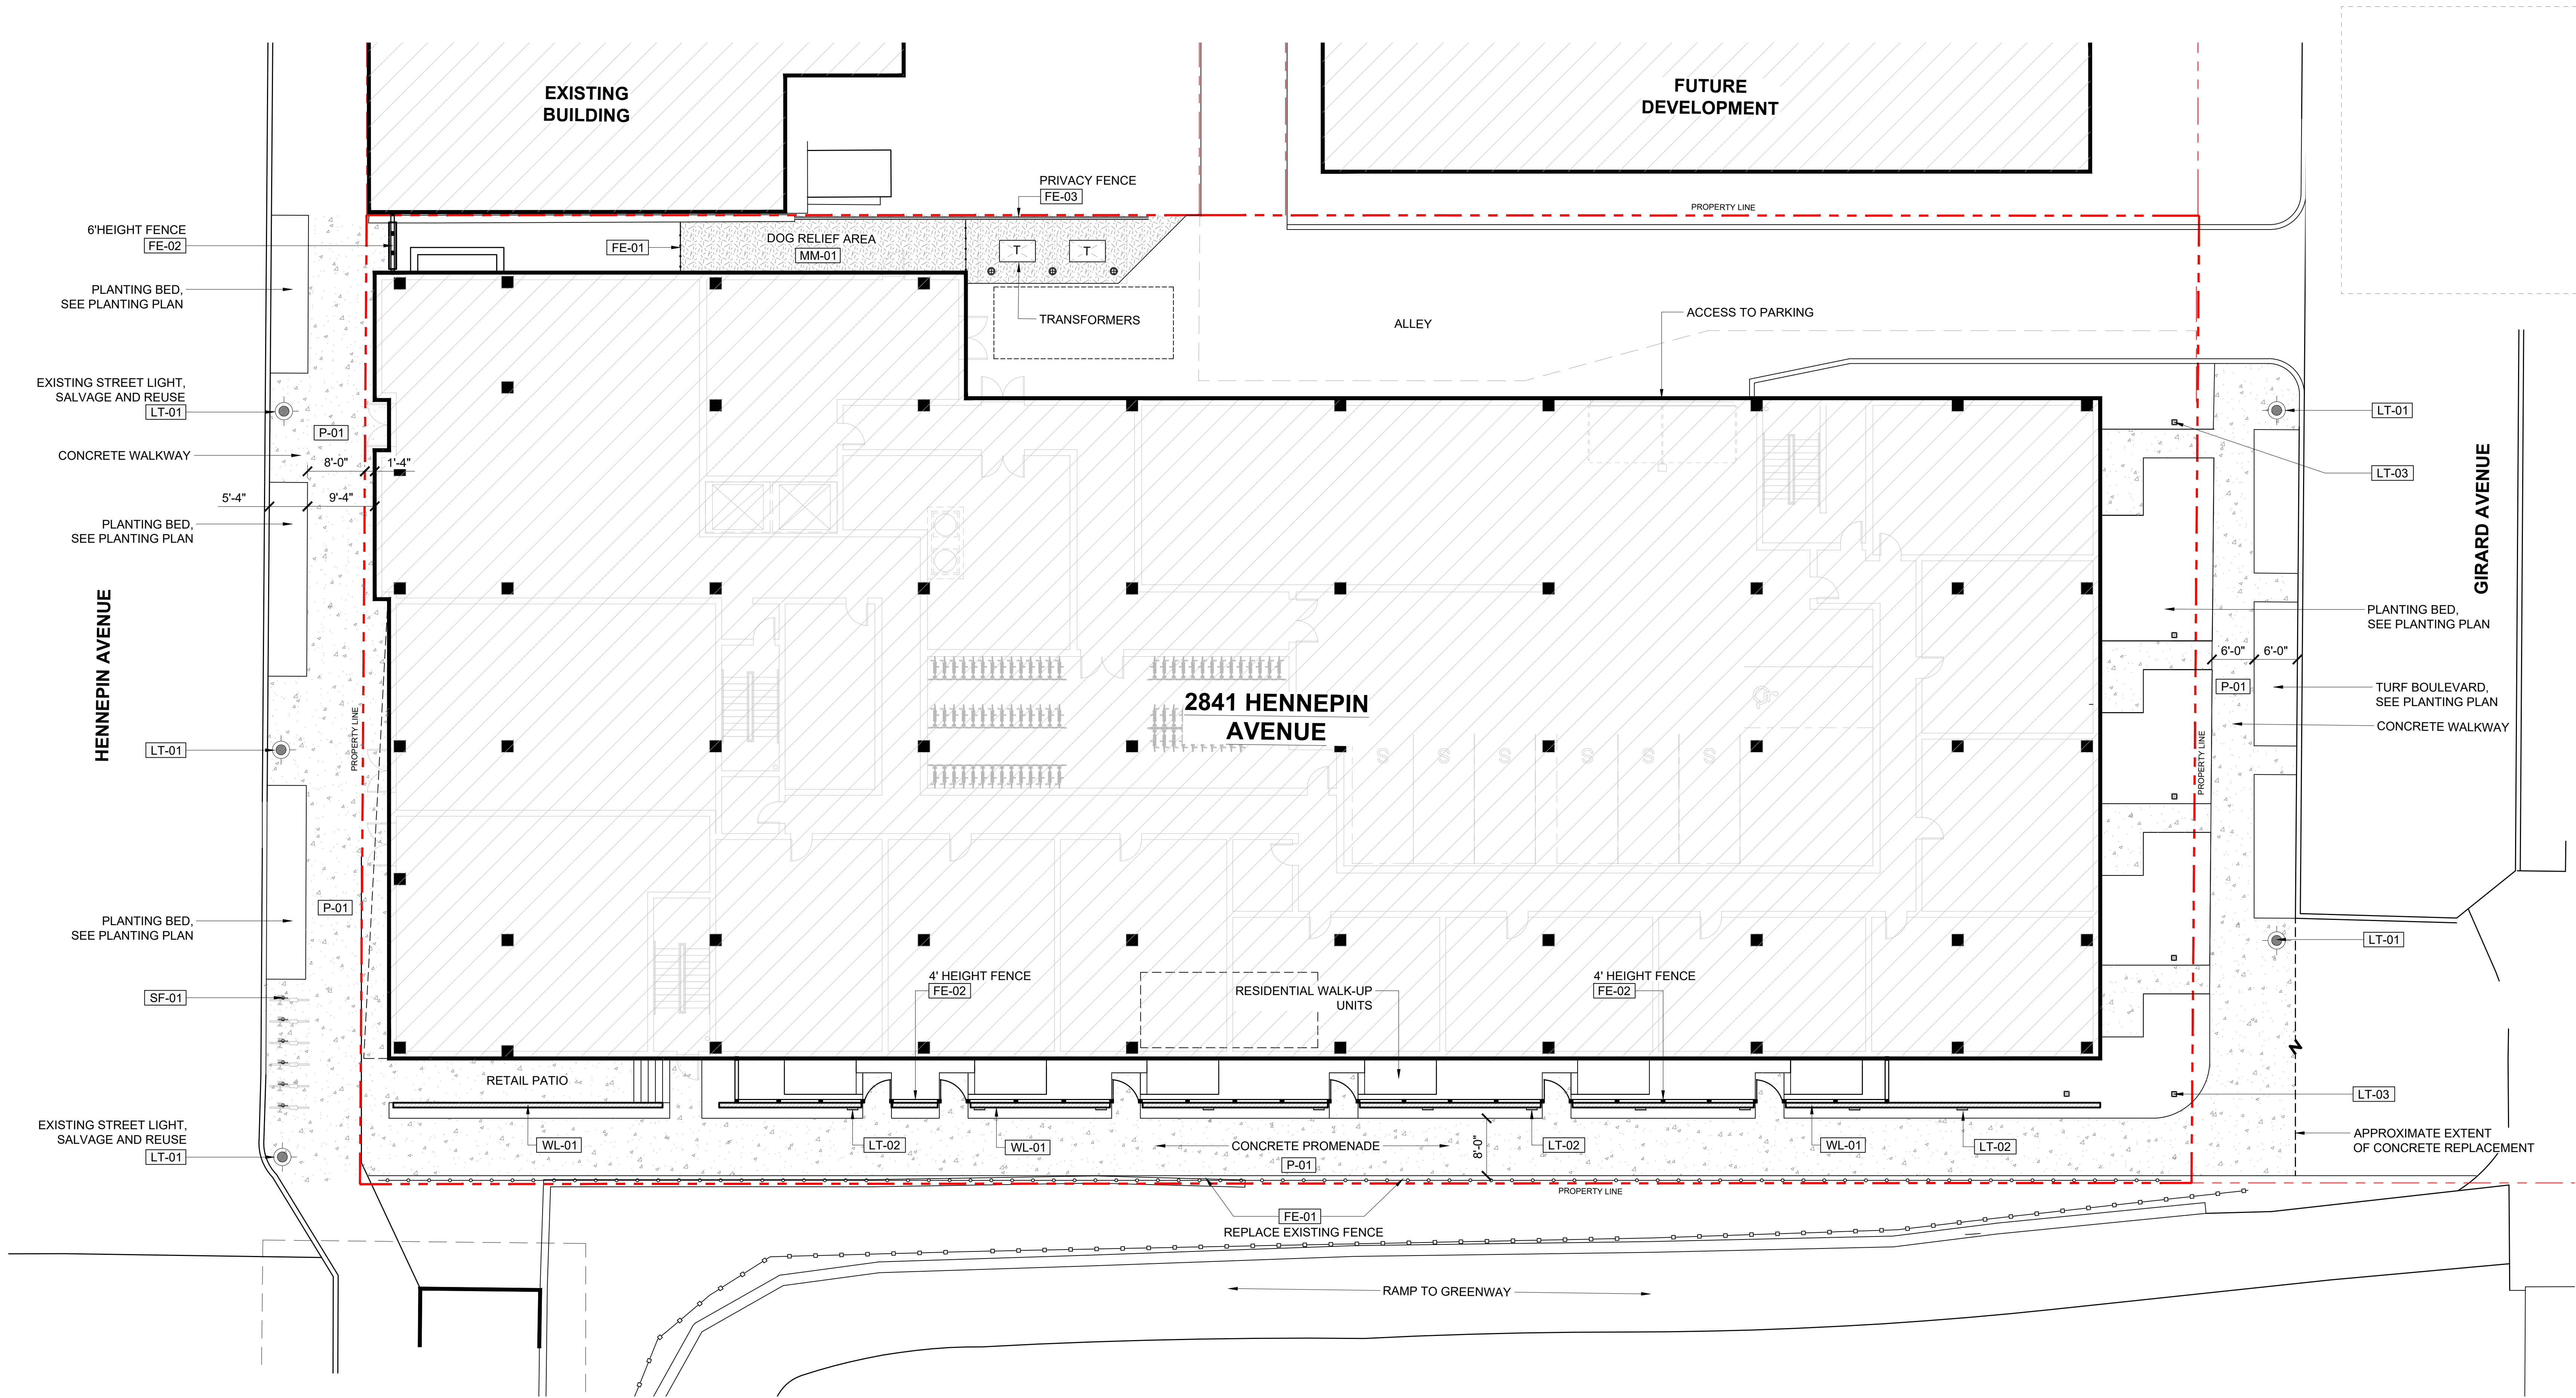 EXISTING
BUILDING
FUTURE
DEVELOPMENT
PRIVACY FENCE
FE-03
PROPERTY LINE
6'HEIGHT FENCE
FE-02
FE-01
DOG RELIEF AREA
MM-01
T
T
PLANTING BED,
SEE PLANTING PLAN
TRANSFORMERS
ALLEY
ACCESS TO PARKING
EXISTING STREET LIGHT,
SALVAGE AND REUSE
LT-01
LT-01
P-01
CONCRETE WALKWAY
8'-0"
1'-4"
LT-03
5'-4"
9'-4"
PLANTING BED,
SEE PLANTING PLAN
GIRARD AVENUE
HENNEPIN AVENUE
PLANTING BED,
SEE PLANTING PLAN
6'-0"
6'-0"
P-01
TURF BOULEVARD,
SEE PLANTING PLAN
2841 HENNEPIN
AVENUE
CONCRETE WALKWAY
PROPERTY LINE
PROPERTY LINE
LT-01
S
S
S
S
S
S
P-01
PLANTING BED,
SEE PLANTING PLAN
LT-01
4' HEIGHT FENCE
FE-02
RESIDENTIAL WALK-UP
UNITS
4' HEIGHT FENCE
FE-02
SF-01
RETAIL PATIO
LT-03
EXISTING STREET LIGHT,
SALVAGE AND REUSE
LT-01
WL-01
LT-02
WL-01
CONCRETE PROMENADE
P-01
8'-0"
LT-02
WL-01
LT-02
APPROXIMATE EXTENT
OF CONCRETE REPLACEMENT
PROPERTY LINE
FE-01
REPLACE EXISTING FENCE
RAMP TO GREENWAY